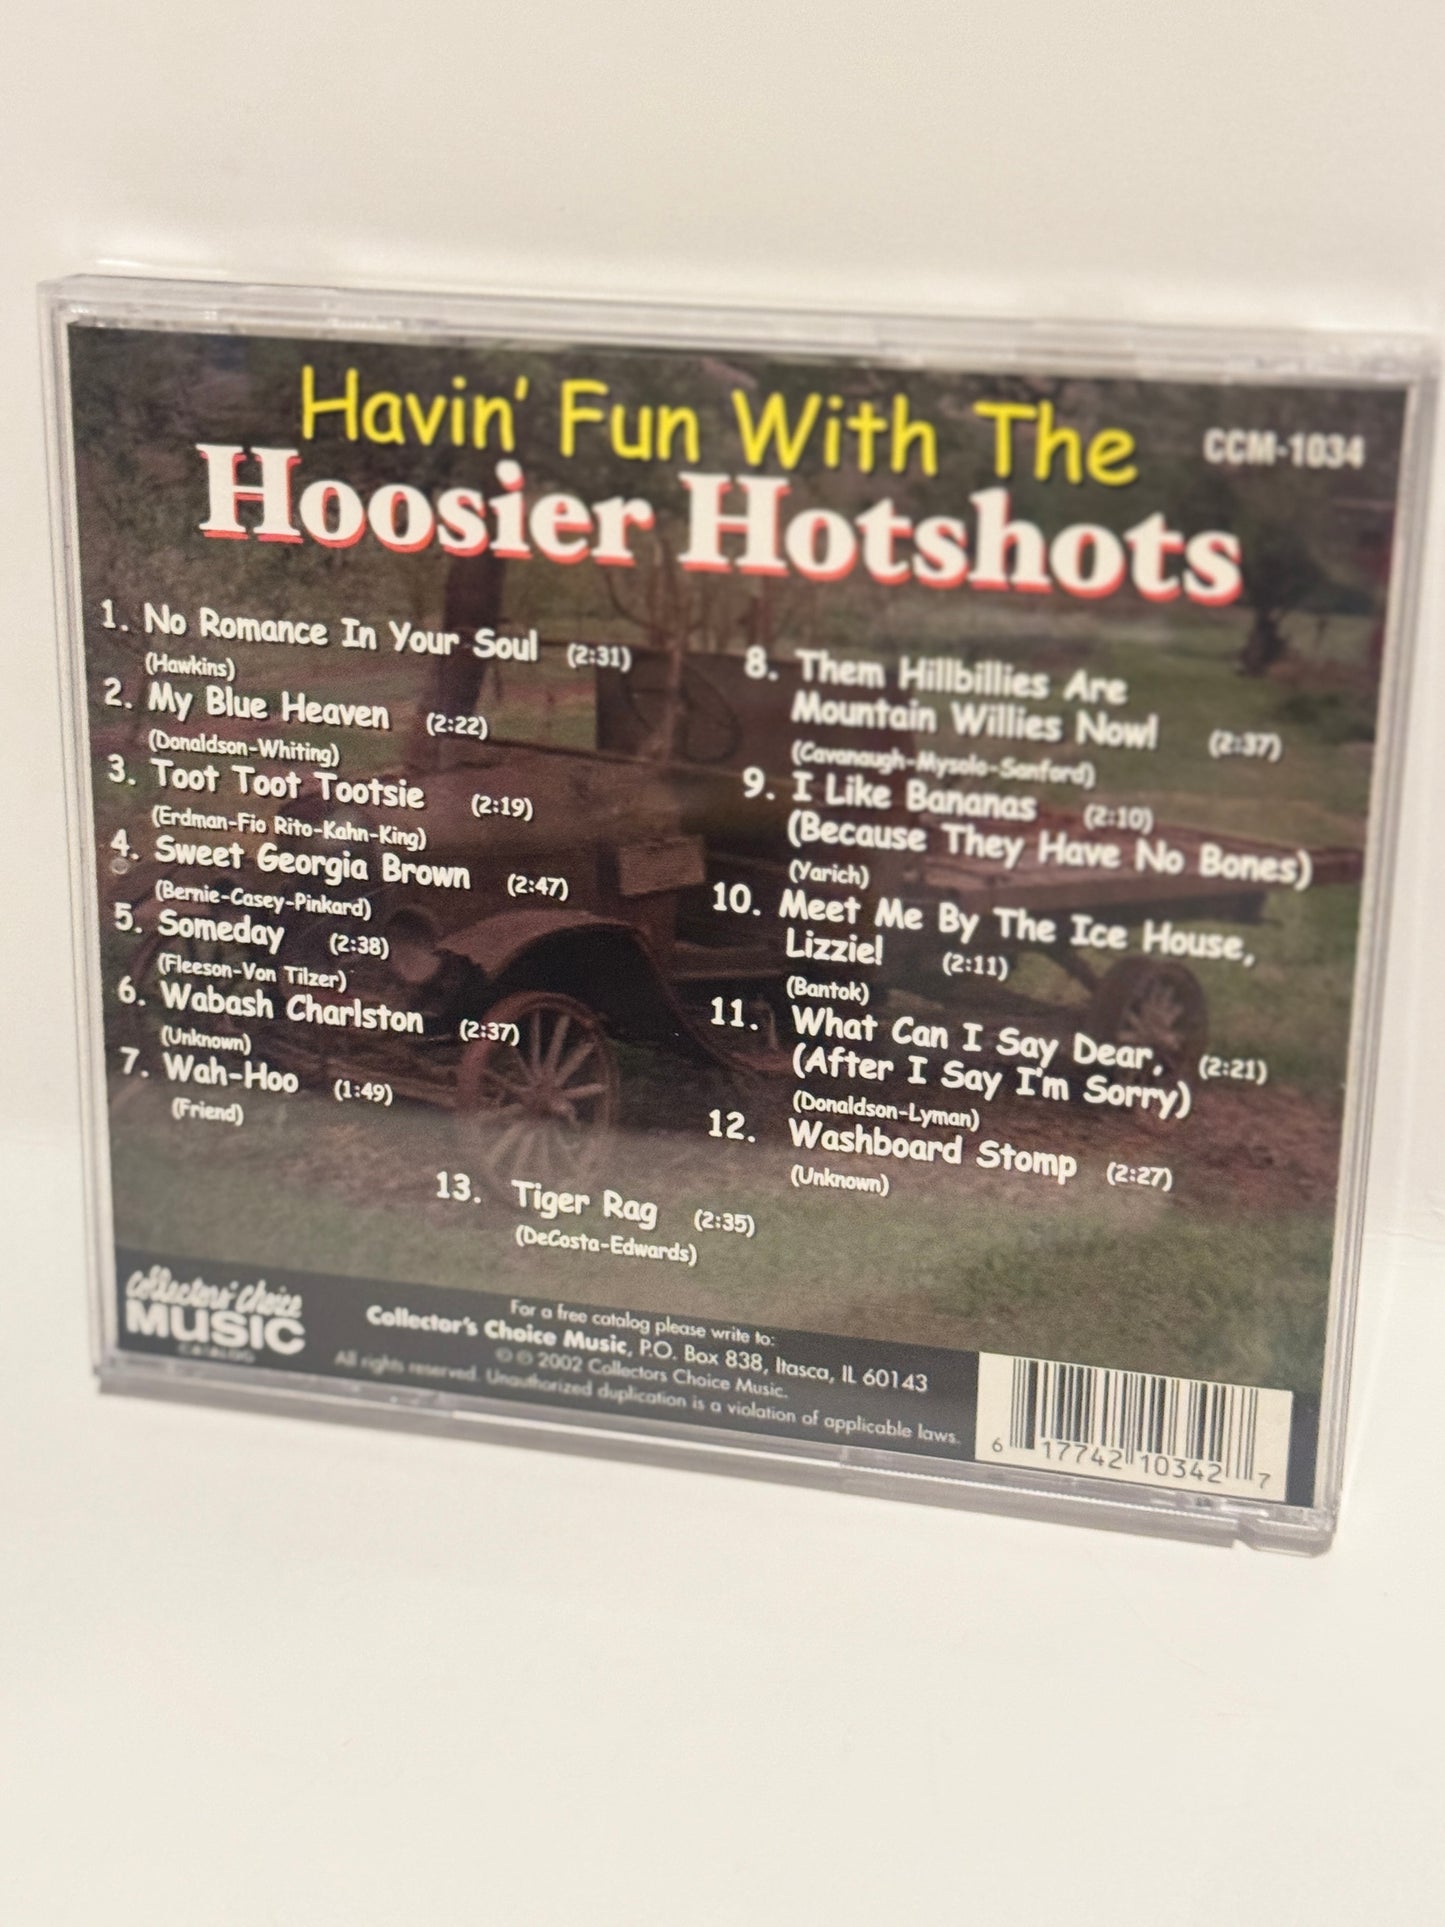 Havin' Fun With The
CCM-1034
Hoosier Hotshots
1. No Romance In Your Soul (2:31)
(Hawkins)
2. My Blue Heaven (2:22)
(Donaldson-Whiting)
3. Toot Toot Tootsie (2:19)
(Erdman-Fio Rito-Kahn-King)
4. Sweet Georgia Brown (2:47)
(Bernie-Casey-Pinkard)
5. Someday (2:38)
(Fleeson-Von Tilzer)
6. Wabash Charlston (2:37)
(Unknown)
7. Wah-Hoo (1:49)
(Friend)
8. Them Hillbillies Are
Mountain Willies Now! (2:37)
(Cavanaugh-Mysolo-Sanford)
9. I Like Bananas (2:10)
(Because They Have No Bones)
(Yarich)
10. Meet Me By The Ice House,
Lizzie! (2:11)
(Bantok)
11. What Can I Say Dear, (2:21)
(After I Say I'm Sorry)
(Donaldson-Lyman)
12. Washboard Stomp (2:27)
(Unknown)
13. Tiger Rag (2:35)
(DeCosta-Edwards)
Collectors' Choice
MUSIC
CATALOG
For a free catalog please write to:
Collector's Choice Music, P.O. Box 838, Itasca, IL 60143
℗ © 2002 Collectors Choice Music.
All rights reserved. Unauthorized duplication is a violation of applicable laws.
6 17742 10342 7